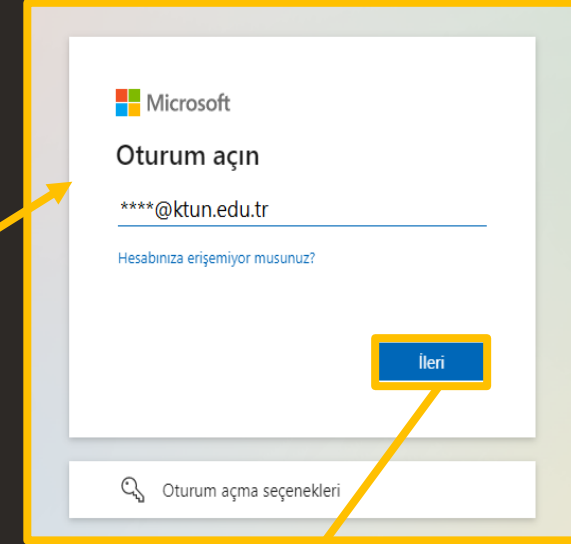 Microsoft
Oturum açın
****@ktun.edu.tr
Hesabınıza erişemiyor musunuz?
İleri
Oturum açma seçenekleri